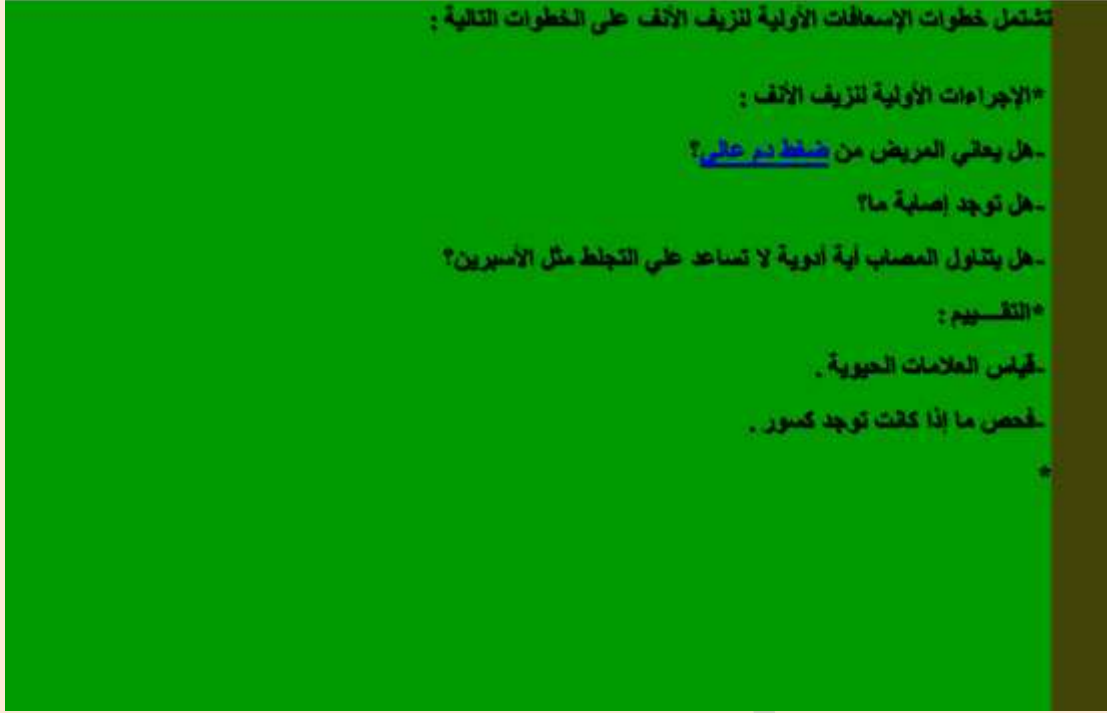 تشتمل خطوات الإسعافات الأولية لنزيف الأنف على الخطوات التالية :
*الإجراءات الأولية لنزيف الأنف :
-هل يعاني المريض من ضغط دم عالي؟
-هل توجد إصابة ما؟
-هل يتناول المصاب أية أدوية لا تساعد علي التجلط مثل الأسبرين؟
*التقـــييم :
-قياس العلامات الحيوية .
-فحص ما إذا كانت توجد كسور .
*